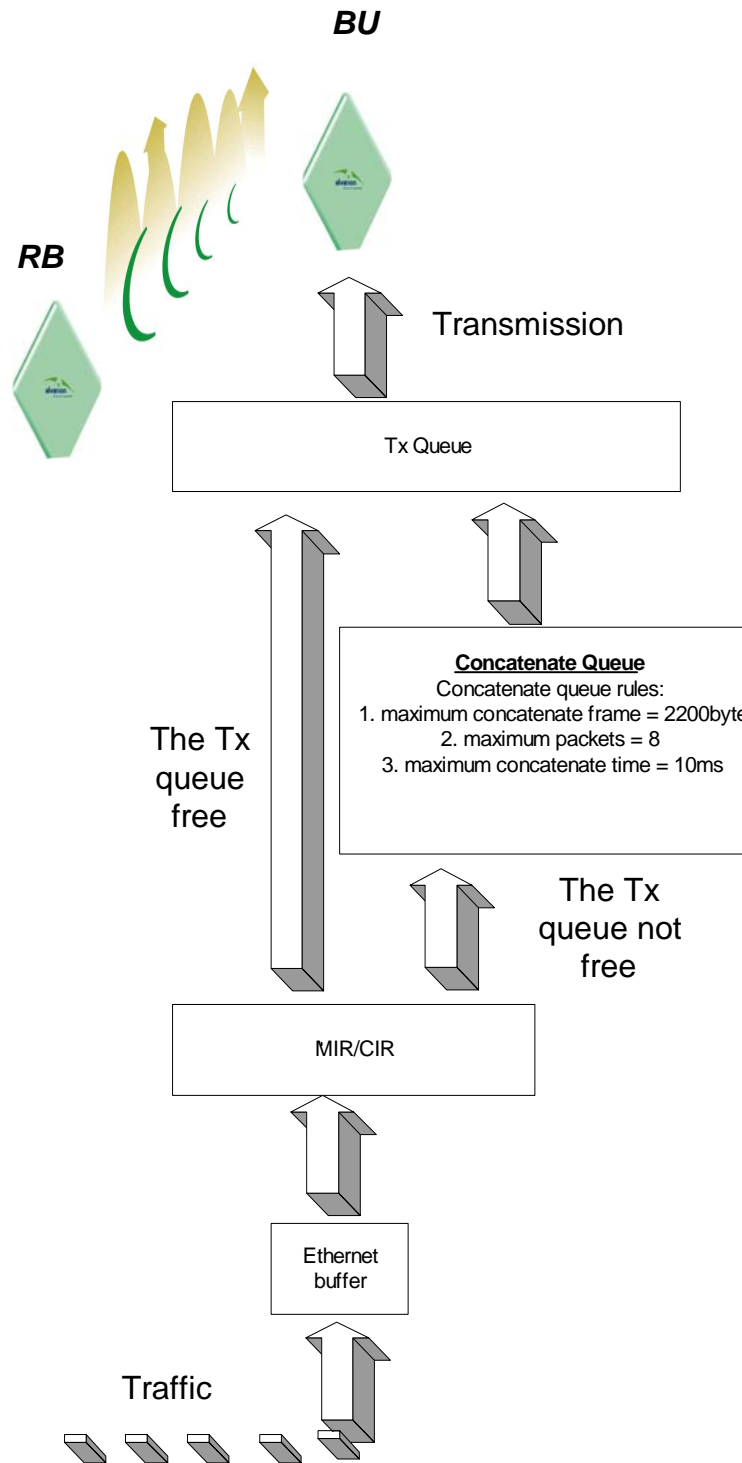 BU
RB
Transmission
Tx Queue
Concatenate Queue
Concatenate queue rules:
1. maximum concatenate frame = 2200byte
2. maximum packets = 8
3. maximum concatenate time = 10ms
The Tx
queue
free
The Tx
queue not
free
MIR/CIR
Ethernet
buffer
Traffic